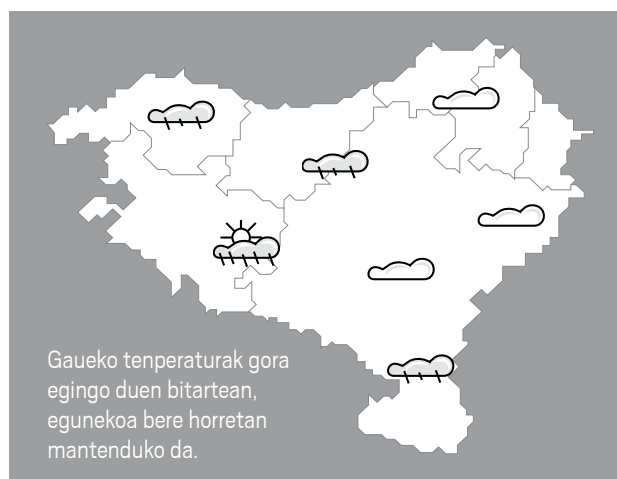 Gaueko tenperaturak gora
egingo duen bitartean,
egunekoa bere horretan
mantenduko da.